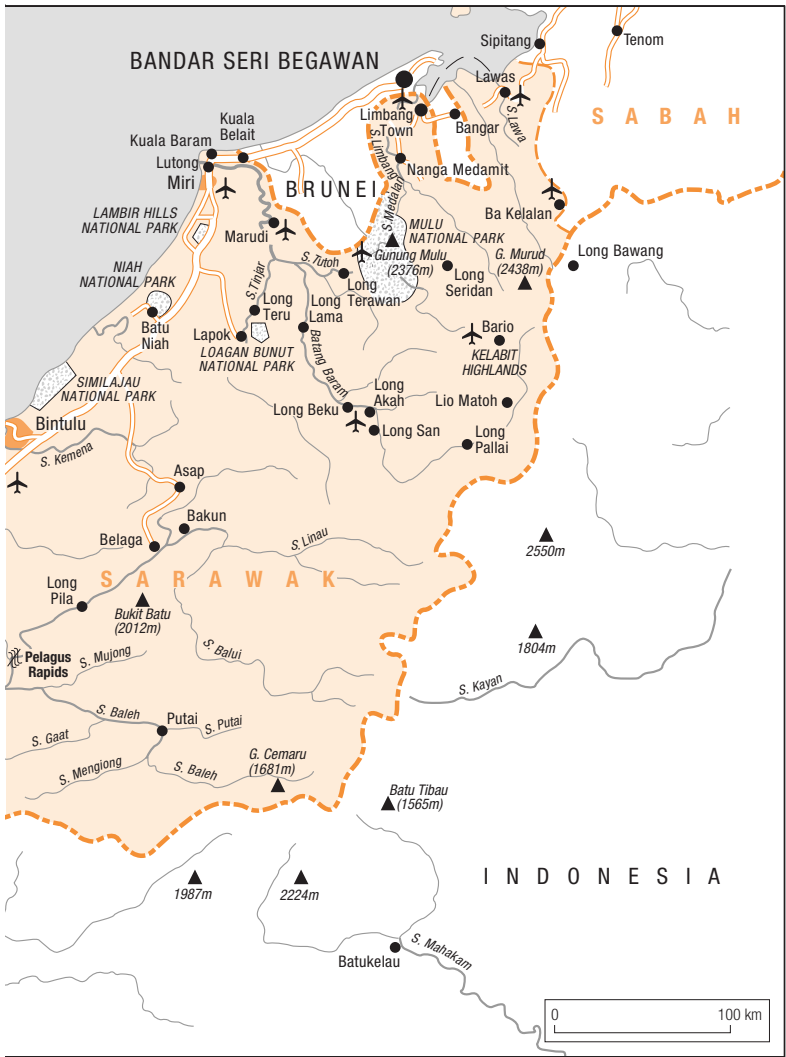 Sipitang
Tenom
BANDAR SERI BEGAWAN
Lawas
S. Lawa
SABAH
Limbang
Town
Bangar
Kuala
Belait
Kuala Baram
Lutong
Miri
S. Limbang
Nanga Medamit
BRUNEI
S. Medalan
Ba Kelalan
LAMBIR HILLS
NATIONAL PARK
Marudi
MULU
NATIONAL PARK
Gunung Mulu
(2376m)
G. Murud
(2438m)
Long Bawang
NIAH
NATIONAL PARK
S. Tutoh
S. Tinjar
Long
Terawan
Long
Seridan
Long
Teru
Long
Lama
Batu
Niah
Lapok
LOAGAN BUNUT
NATIONAL PARK
Bario
KELABIT
HIGHLANDS
Batang Baram
SIMILAJAU
NATIONAL PARK
Long
Akah
Long Beku
Lio Matoh
Bintulu
Long San
Long
Pallai
S. Kemena
Asap
Bakun
Belaga
S. Linau
2550m
SARAWAK
Long
Pila
Bukit Batu
(2012m)
1804m
Pelagus
Rapids
S. Mujong
S. Balui
S. Kayan
S. Baleh
Putai
S. Putai
S. Gaat
S. Mengiong
S. Baleh
G. Cemaru
(1681m)
Batu Tibau
(1565m)
1987m
2224m
INDONESIA
Batukelau
S. Mahakam
0
100 km